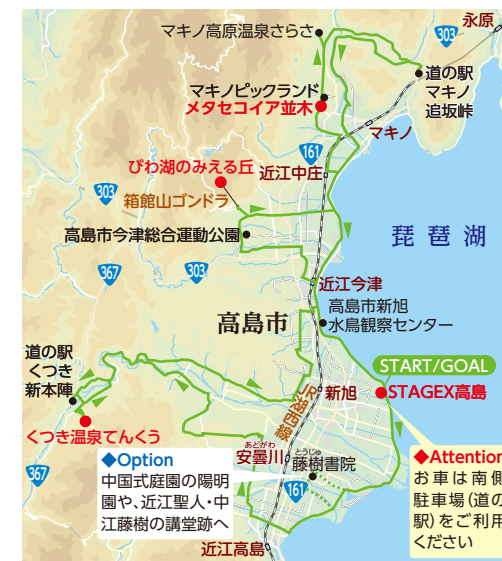 永原
303
マキノ高原温泉さらさ
道の駅
マキノ
追坂峠
マキノピックランド
メタセコイア並木
マキノ
161
びわ湖のみえる丘
近江中庄
303
箱館山ゴンドラ
高島市今津総合運動公園
琵琶湖
367
303
近江今津
高島市新旭
水鳥観察センター
高島市
道の駅
くつき
新本陣
START/GOAL
STAGEX高島
新旭
JR湖西線
くつき温泉てんくう
367
◆Option
中国式庭園の陽明
園や、近江聖人・中
江藤樹の講堂跡へ
あどがわ
安曇川
とうじゅ
藤樹書院
161
近江高島
◆Attention
お車は南側
駐車場(道の
駅)をご利用
ください